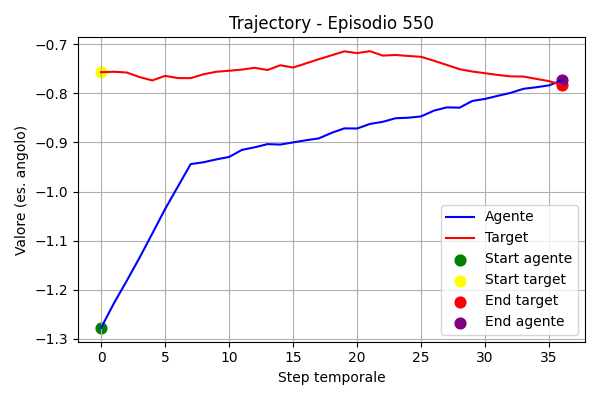 Trajectory - Episodio 550
Valore (es. angolo)
−0.7
−0.8
−0.9
−1.0
−1.1
−1.2
−1.3
0 5 10 15 20 25 30 35
Step temporale
Agente
Target
Start agente
Start target
End target
End agente